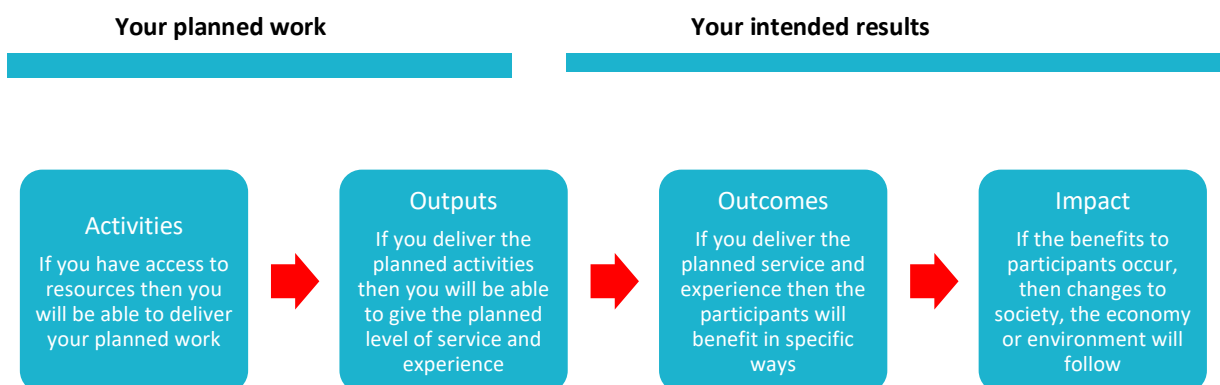 Your planned work
Your intended results
Activities
If you have access to
resources then you
will be able to deliver
your planned work
Outputs
If you deliver the
planned activities
then you will be able
to give the planned
level of service and
experience
Outcomes
If you deliver the
planned service and
experience then the
participants will
benefit in specific
ways
Impact
If the benefits to
participants occur,
then changes to
society, the economy
or environment will
follow